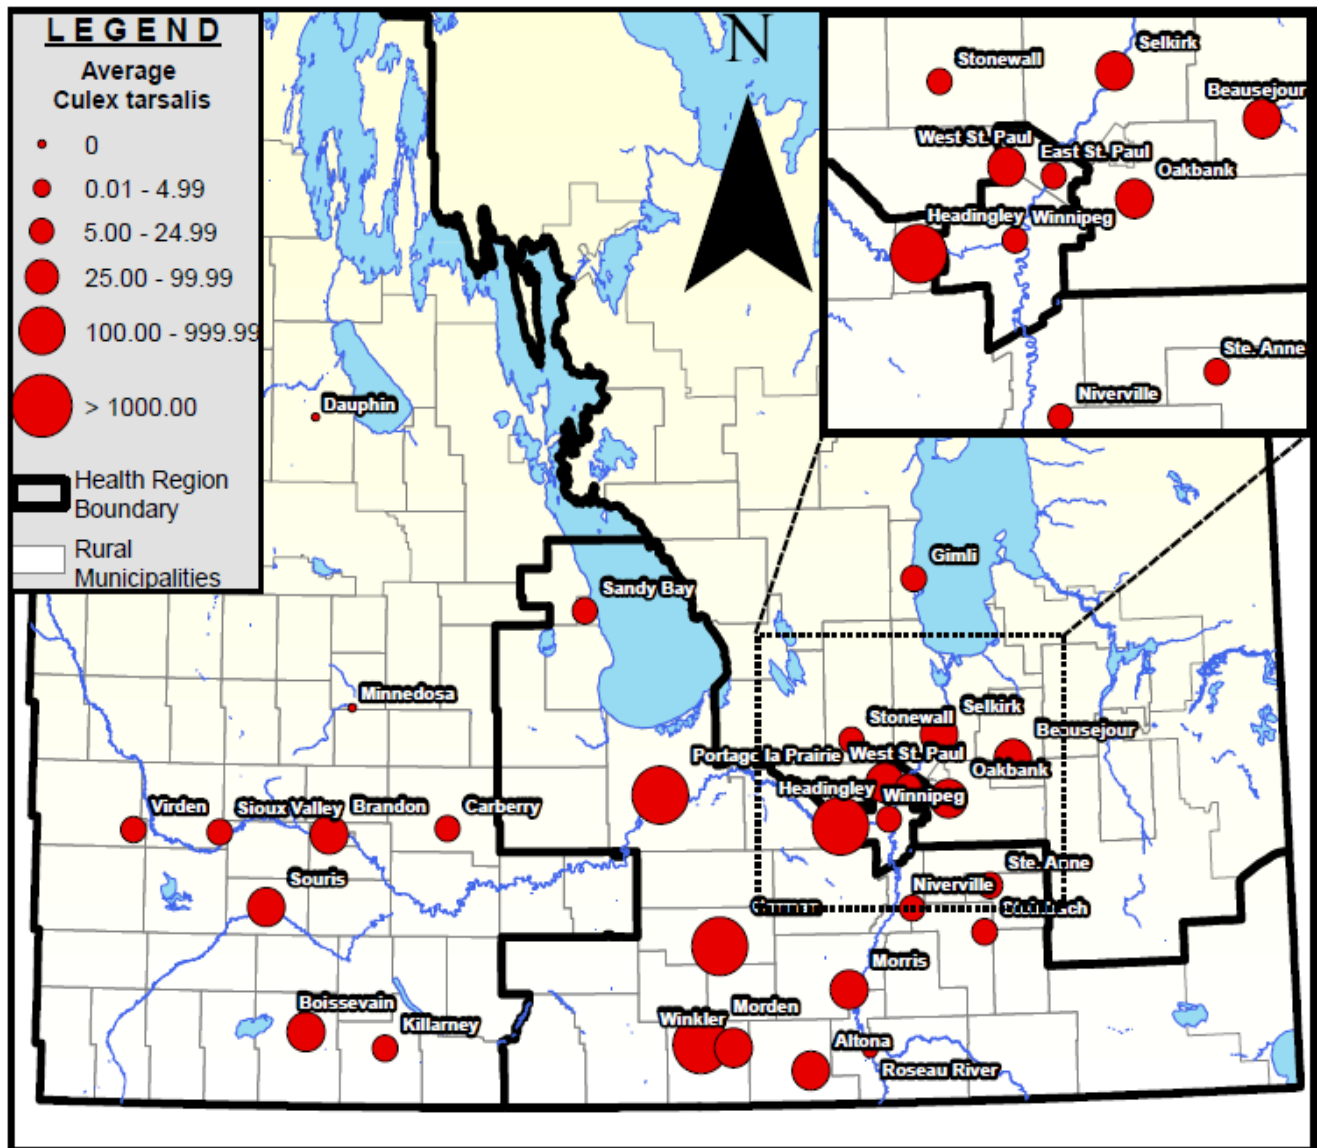 LEGEND
Average
Culex tarsalis
0
0.01 - 4.99
5.00 - 24.99
25.00 - 99.99
100.00 - 999.99
> 1000.00
Health Region
Boundary
Rural
Municipalities
N
Stonewall
Selkirk
Beausejour
West St. Paul
East St. Paul
Oakbank
Headingley
Winnipeg
Ste. Anne
Niverville
Dauphin
Gimli
Sandy Bay
Minnedosa
Stonewall
Selkirk
Beausejour
Portage la Prairie
West St. Paul
Oakbank
Headingley
Winnipeg
Virden
Sioux Valley
Brandon
Carberry
Ste. Anne
Souris
Niverville
Morris
Boissevain
Killarney
Winkler
Morden
Altona
Roseau River